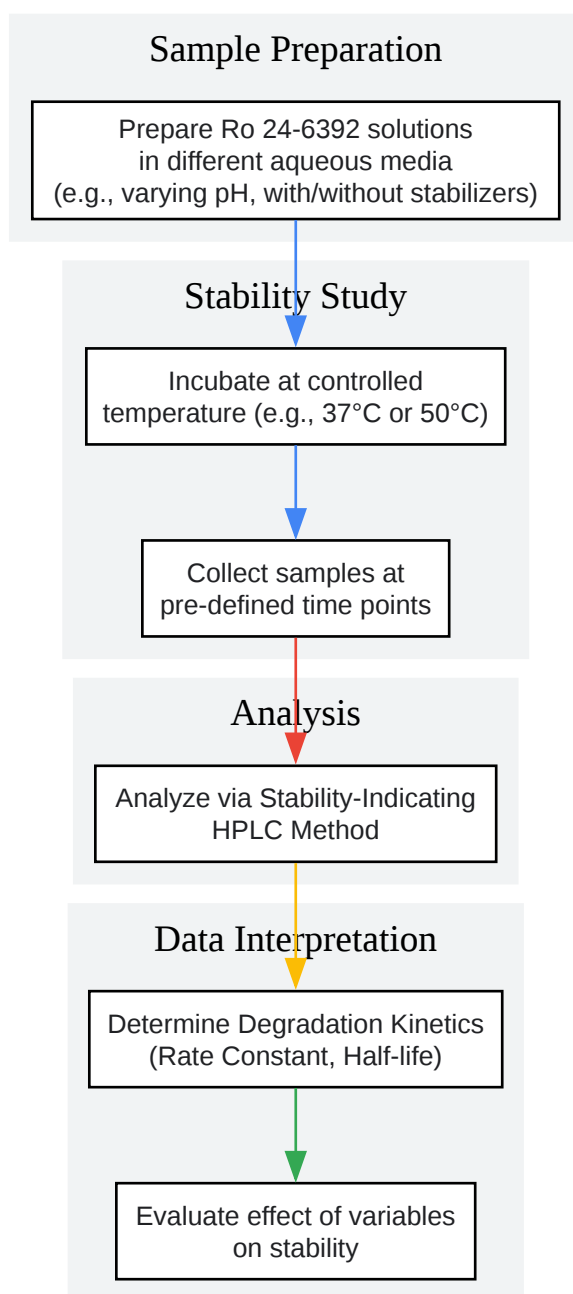 Sample Preparation
Prepare Ro 24-6392 solutions
in different aqueous media
(e.g., varying pH, with/without stabilizers)
Stability Study
Incubate at controlled
temperature (e.g., 37°C or 50°C)
Collect samples at
pre-defined time points
Analysis
Analyze via Stability-Indicating
HPLC Method
Data Interpretation
Determine Degradation Kinetics
(Rate Constant, Half-life)
Evaluate effect of variables
on stability